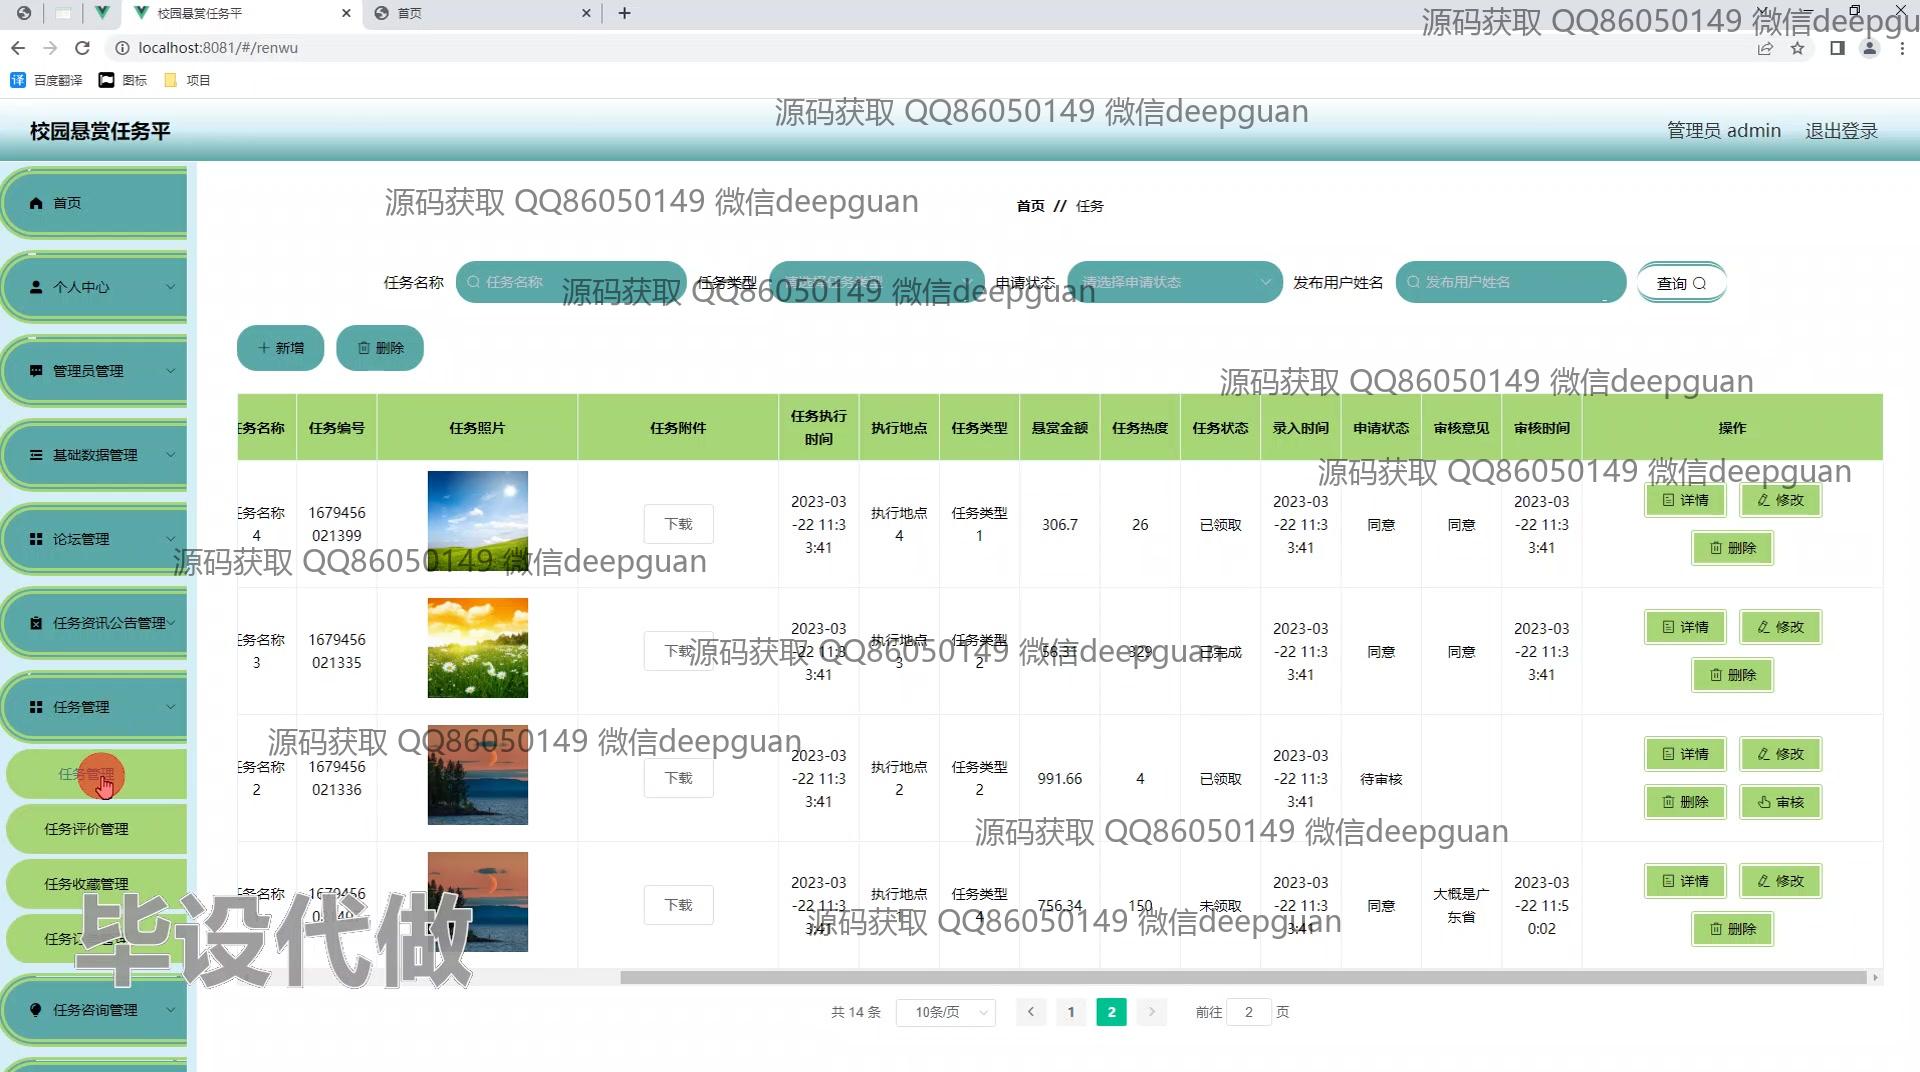 校园悬赏任务平
首页
源码获取 QQ86050149 微信deepguan
localhost:8081/#/renwu
百度翻译 图标 项目
源码获取 QQ86050149 微信deepguan
校园悬赏任务平
管理员 admin 退出登录
源码获取 QQ86050149 微信deepguan
首页 // 任务
首页
个人中心
管理员管理
基础数据管理
论坛管理
任务资讯公告管理
任务管理
任务管理
任务评价管理
任务收藏管理
任务咨询管理
任务名称 任务名称 任务类型 请选择任务类型 申请状态 请选择申请状态 发布用户姓名 发布用户姓名 查询
源码获取 QQ86050149 微信deepguan
新增 删除
源码获取 QQ86050149 微信deepguan
任务名称 任务编号 任务照片 任务附件 任务执行时间 执行地点 任务类型 悬赏金额 任务热度 任务状态 录入时间 申请状态 审核意见 审核时间 操作
源码获取 QQ86050149 微信deepguan
任务名称4 1679456021399 下载 2023-03-22 11:33:41 执行地点4 任务类型1 306.7 26 已领取 2023-03-22 11:33:41 同意 同意 2023-03-22 11:33:41 详情 修改 删除
源码获取 QQ86050149 微信deepguan
任务名称3 1679456021335 下载 2023-03-22 11:33:41 执行地点3 任务类型2 329 已完成 2023-03-22 11:33:41 同意 同意 2023-03-22 11:33:41 详情 修改 删除
源码获取 QQ86050149 微信deepguan
源码获取 QQ86050149 微信deepguan
任务名称2 1679456021336 下载 2023-03-22 11:33:41 执行地点2 任务类型2 991.66 4 已领取 2023-03-22 11:33:41 待审核 详情 修改 删除 审核
源码获取 QQ86050149 微信deepguan
任务名称 1679456 下载 2023-03-22 11:33:41 执行地点 任务类型4 756.34 150 未领取 2023-03-22 11:33:41 同意 大概是广东省 2023-03-22 11:50:02 详情 修改 删除
源码获取 QQ86050149 微信deepguan
毕设代做
共 14 条 10条/页 1 2 前往 2 页